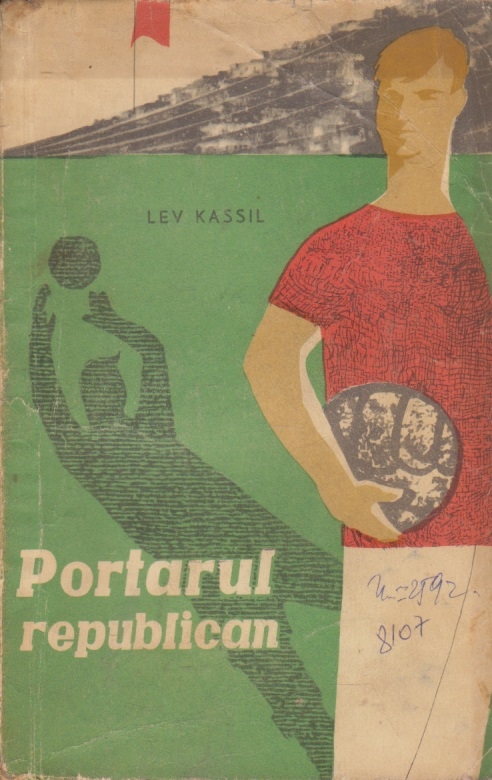 LEV KASSIL
Portarul
republican
8107